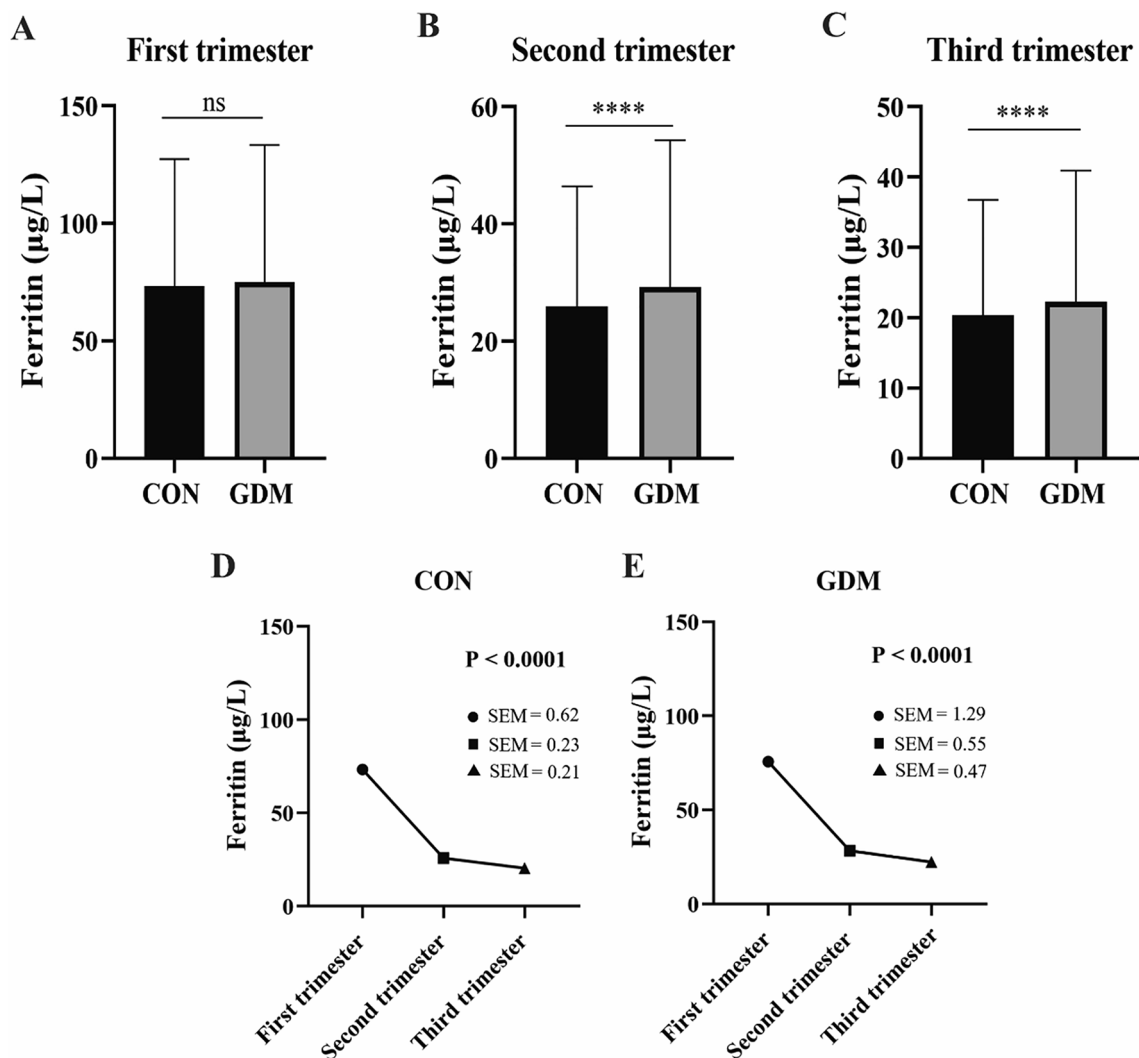 A
First trimester
Ferritin (µg/L)
150
100
50
0
ns
CON
GDM
B
Second trimester
Ferritin (µg/L)
60
40
20
0
****
CON
GDM
C
Third trimester
Ferritin (µg/L)
50
40
30
20
10
0
****
CON
GDM
D
CON
Ferritin (µg/L)
150
100
50
0
P < 0.0001
SEM = 0.62
SEM = 0.23
SEM = 0.21
First trimester
Second trimester
Third trimester
E
GDM
Ferritin (µg/L)
150
100
50
0
P < 0.0001
SEM = 1.29
SEM = 0.55
SEM = 0.47
First trimester
Second trimester
Third trimester